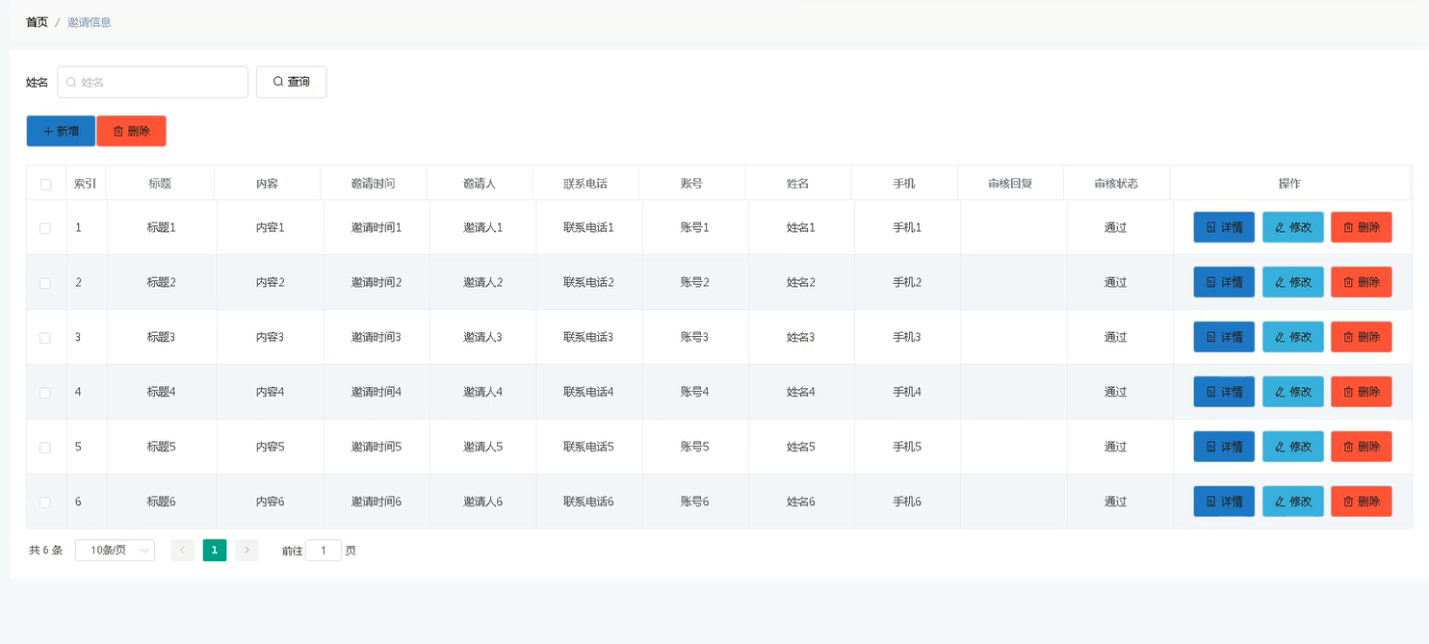 首页 / 邀请信息
姓名 姓名 查询
新增 删除
索引 标题 内容 邀请时间 邀请人 联系电话 账号 姓名 手机 审核回复 审核状态 操作
1 标题1 内容1 邀请时间1 邀请人1 联系电话1 账号1 姓名1 手机1 通过 详情 修改 删除
2 标题2 内容2 邀请时间2 邀请人2 联系电话2 账号2 姓名2 手机2 通过 详情 修改 删除
3 标题3 内容3 邀请时间3 邀请人3 联系电话3 账号3 姓名3 手机3 通过 详情 修改 删除
4 标题4 内容4 邀请时间4 邀请人4 联系电话4 账号4 姓名4 手机4 通过 详情 修改 删除
5 标题5 内容5 邀请时间5 邀请人5 联系电话5 账号5 姓名5 手机5 通过 详情 修改 删除
6 标题6 内容6 邀请时间6 邀请人6 联系电话6 账号6 姓名6 手机6 通过 详情 修改 删除
共 6 条 10条/页 1 前往 1 页